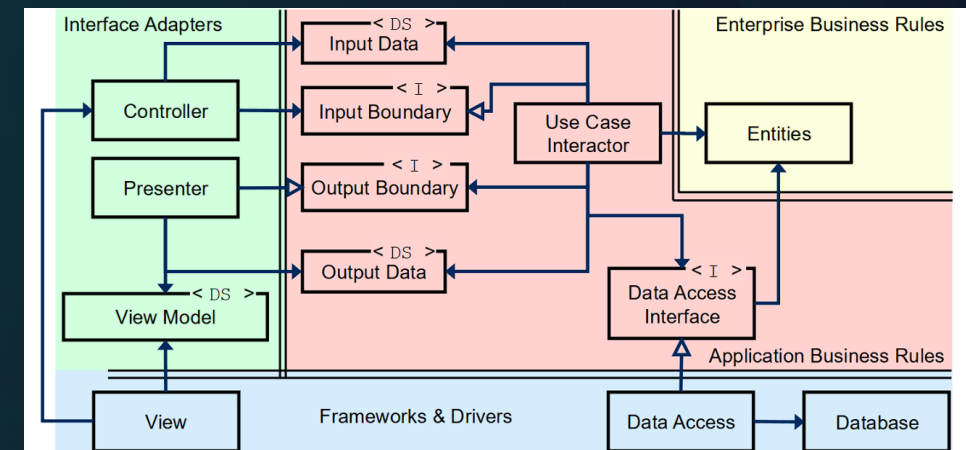 Interface Adapters
< DS >
Input Data
Enterprise Business Rules
Controller
< I >
Input Boundary
Use Case
Interactor
Entities
Presenter
< I >
Output Boundary
< DS >
Output Data
< DS >
View Model
< I >
Data Access
Interface
Application Business Rules
View
Frameworks & Drivers
Data Access
Database